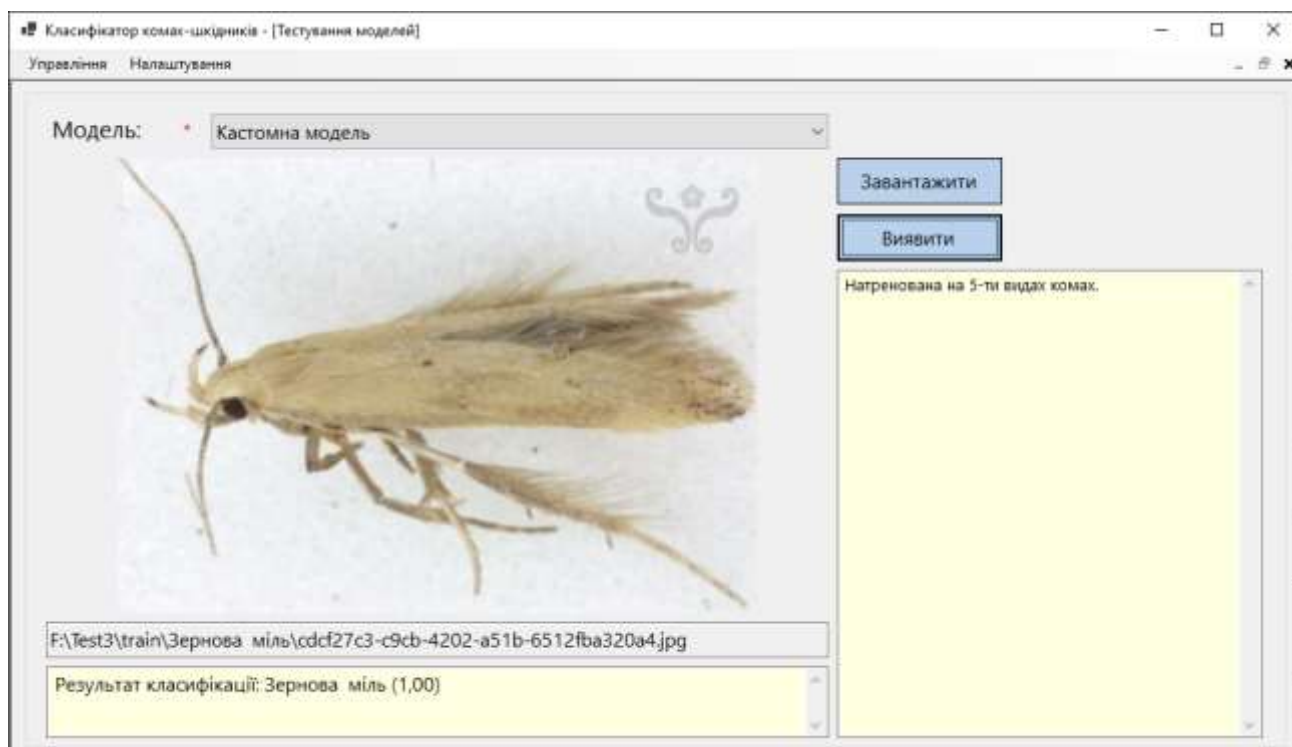 Класифікатор комах-шкідників - [Тестування моделей]
Управління Налаштування
Модель: * Кастомна модель
Завантажити
Виявити
Натренована на 5-ти видах комах.
F:\Test3\train\Зернова міль\cdcf27c3-c9cb-4202-a51b-6512fba320a4.jpg
Результат класифікації: Зернова міль (1,00)